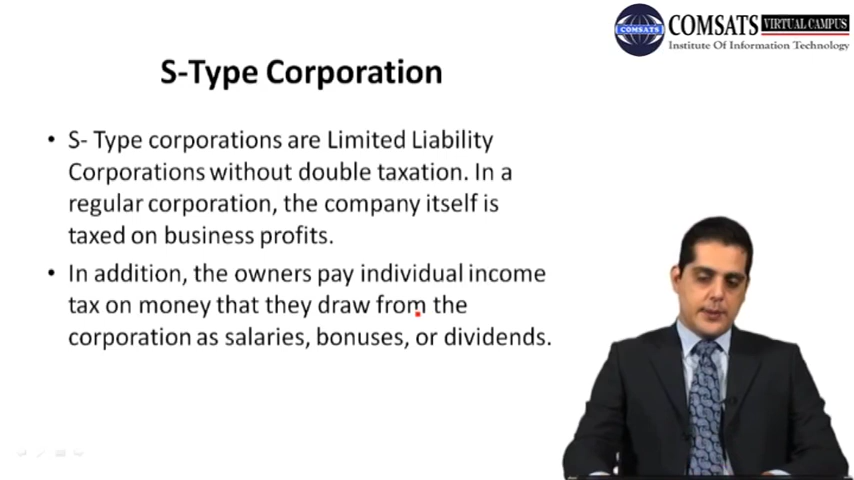 COMSATS VIRTUAL CAMPUS
Institute Of Information Technology
COMSATS
S-Type Corporation
• S- Type corporations are Limited Liability
Corporations without double taxation. In a
regular corporation, the company itself is
taxed on business profits.
• In addition, the owners pay individual income
tax on money that they draw from the
corporation as salaries, bonuses, or dividends.